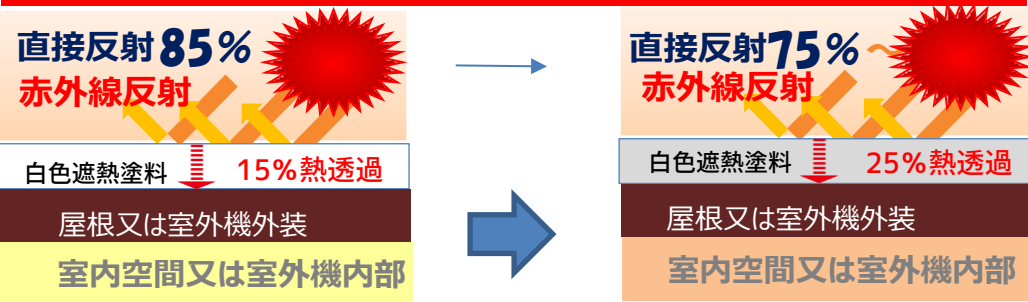 直接反射85%
赤外線反射
白色遮熱塗料 15%熱透過
屋根又は室外機外装
室内空間又は室外機内部
直接反射75%
赤外線反射
白色遮熱塗料 25%熱透過
屋根又は室外機外装
室内空間又は室外機内部